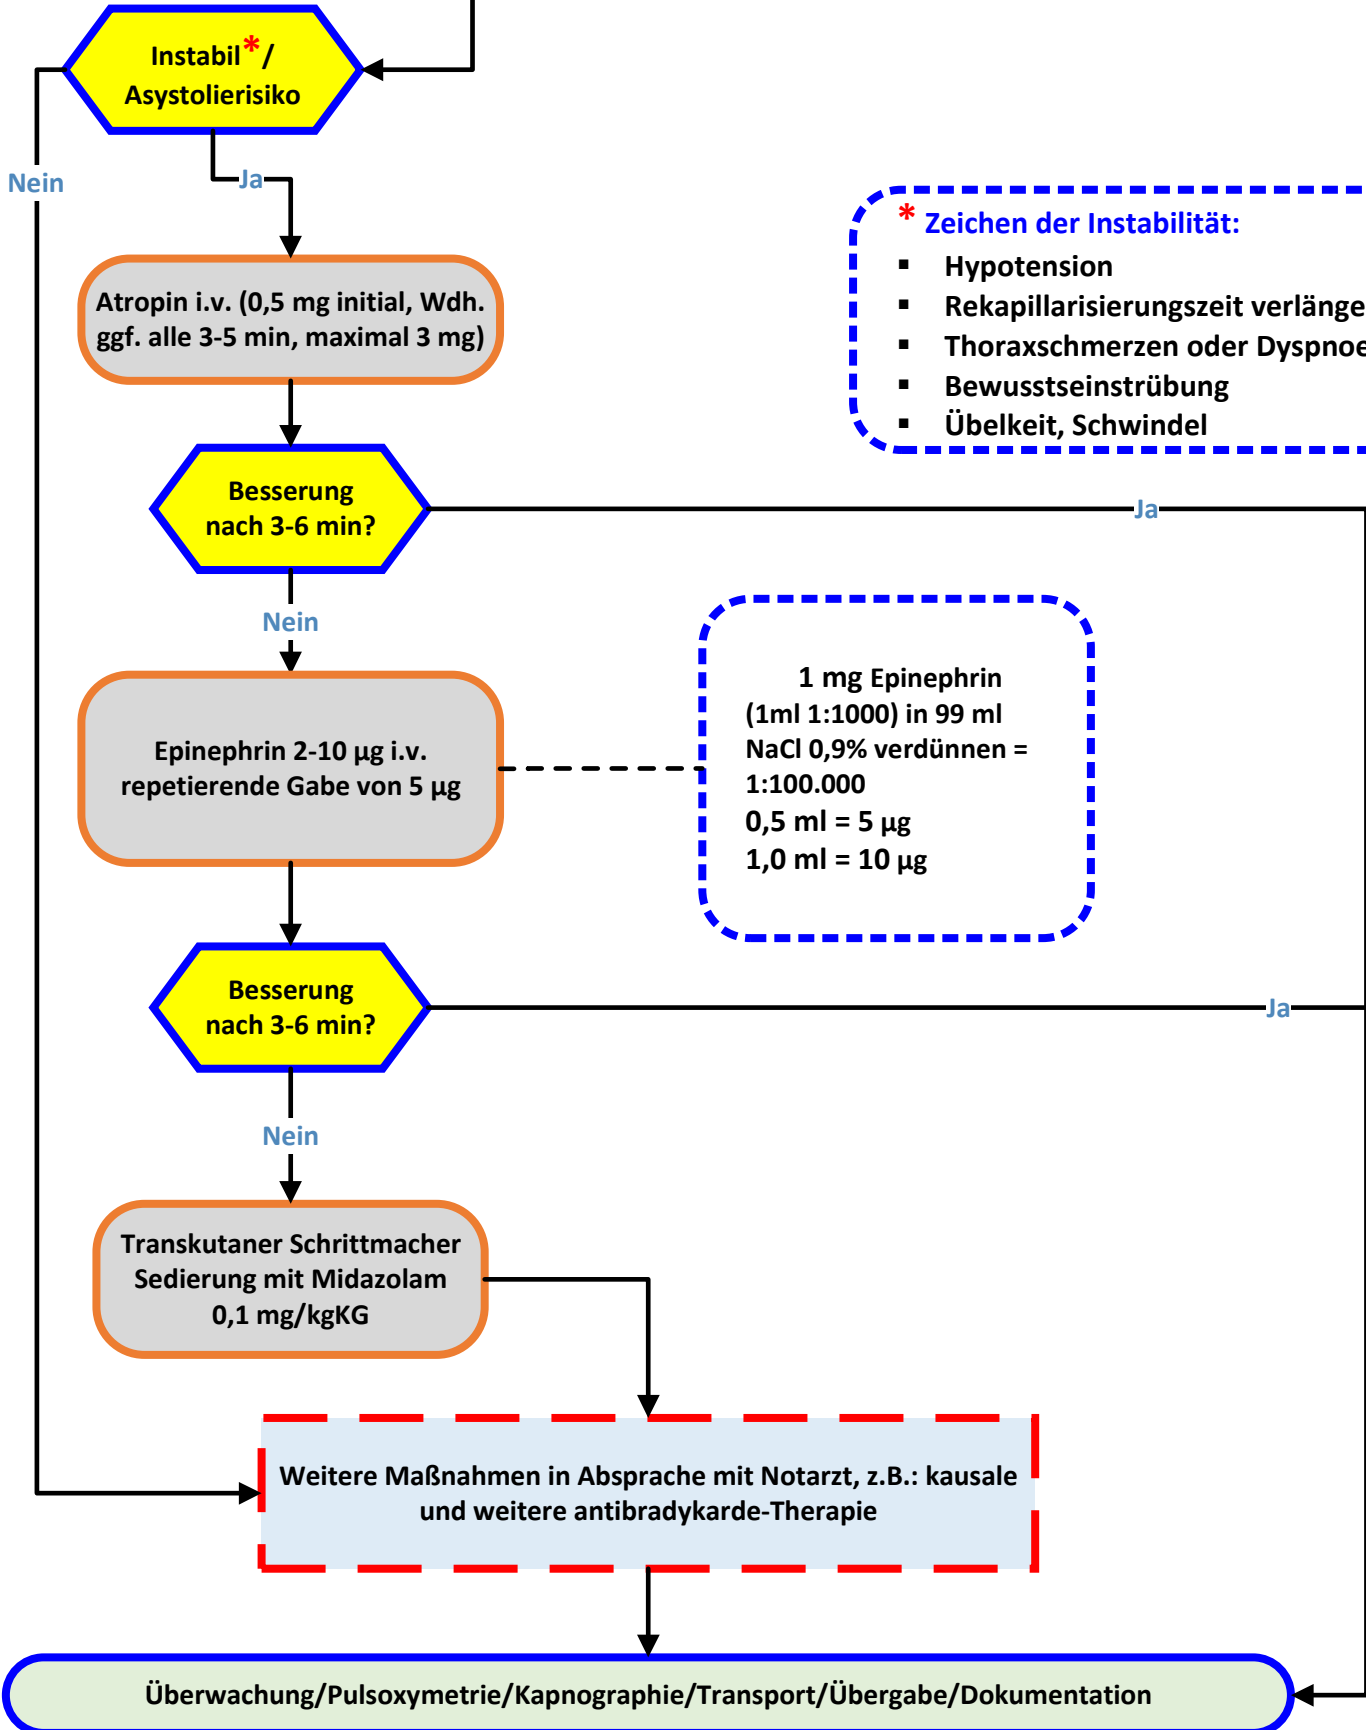 Instabil*/
Asystolierisiko
Nein
Ja
* Zeichen der Instabilität:
▪ Hypotension
▪ Rekapillarisierungszeit verlänge
▪ Thoraxschmerzen oder Dyspnoe
▪ Bewusstseinstrübung
▪ Übelkeit, Schwindel
Atropin i.v. (0,5 mg initial, Wdh.
ggf. alle 3-5 min, maximal 3 mg)
Besserung
nach 3-6 min?
Ja
Nein
Epinephrin 2-10 µg i.v.
repetierende Gabe von 5 µg
1 mg Epinephrin
(1ml 1:1000) in 99 ml
NaCl 0,9% verdünnen =
1:100.000
0,5 ml = 5 µg
1,0 ml = 10 µg
Besserung
nach 3-6 min?
Ja
Nein
Transkutaner Schrittmacher
Sedierung mit Midazolam
0,1 mg/kgKG
Weitere Maßnahmen in Absprache mit Notarzt, z.B.: kausale
und weitere antibradykarde-Therapie
Überwachung/Pulsoxymetrie/Kapnographie/Transport/Übergabe/Dokumentation